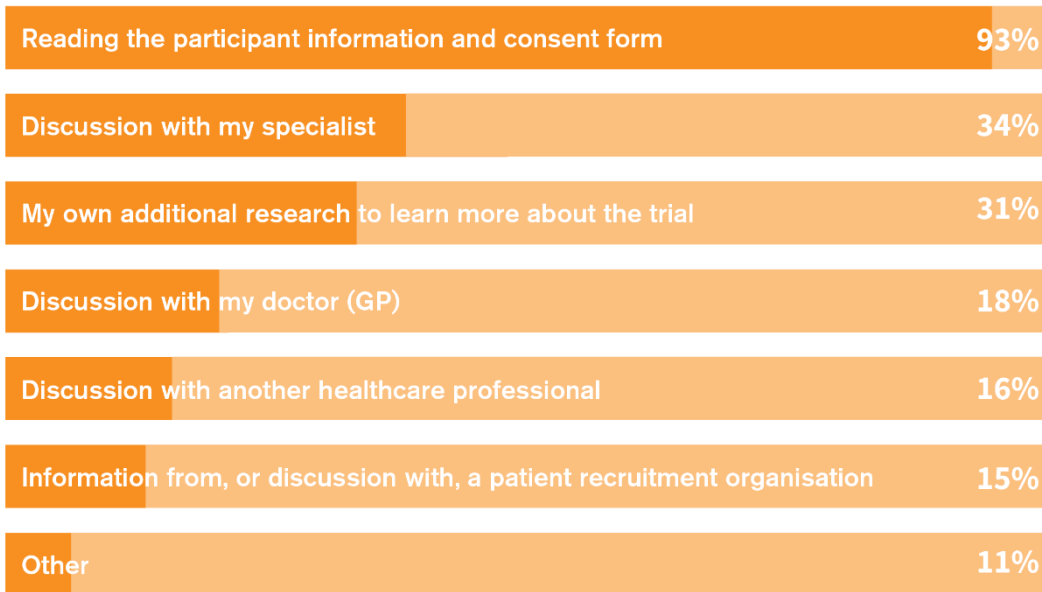 Reading the participant information and consent form 93%
Discussion with my specialist 34%
My own additional research to learn more about the trial 31%
Discussion with my doctor (GP) 18%
Discussion with another healthcare professional 16%
Information from, or discussion with, a patient recruitment organisation 15%
Other 11%